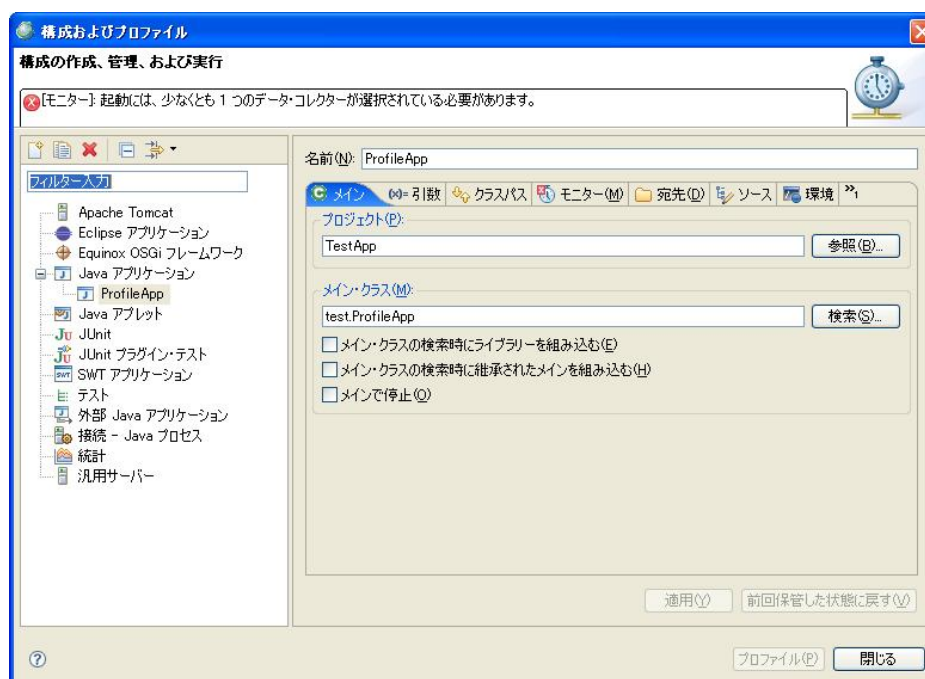 構成およびプロファイル
構成の作成、管理、および実行
[モニター]: 起動には、少なくとも 1 つのデータ・コレクターが選択されている必要があります。
フィルター入力
Apache Tomcat
Eclipse アプリケーション
Equinox OSGi フレームワーク
Java アプリケーション
ProfileApp
Java アプレット
JUnit
JUnit プラグイン・テスト
SWT アプリケーション
テスト
外部 Java アプリケーション
接続 - Java プロセス
統計
汎用サーバー
名前(N): ProfileApp
メイン (x)= 引数 クラスパス モニター(M) 宛先(D) ソース 環境 »1
プロジェクト(P):
TestApp 参照(B)...
メイン・クラス(M):
test.ProfileApp 検索(S)...
メイン・クラスの検索時にライブラリーを組み込む(E)
メイン・クラスの検索時に継承されたメインを組み込む(H)
メインで停止(O)
適用(Y) 前回保管した状態に戻す(V)
プロファイル(P) 閉じる